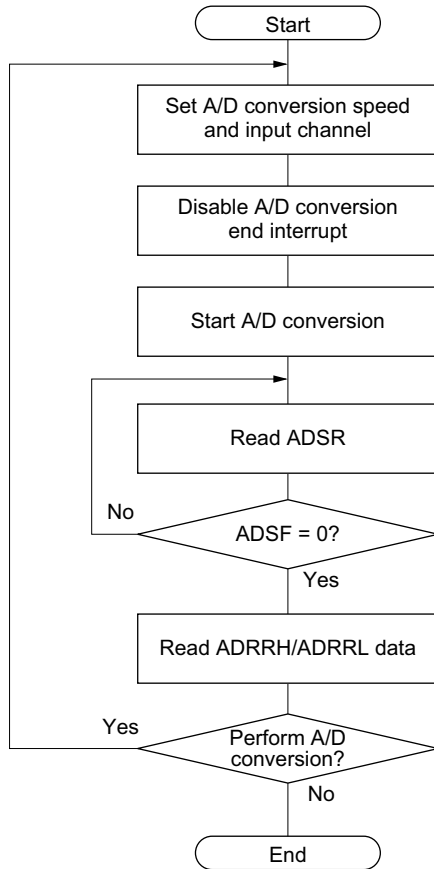 Start
Set A/D conversion speed
and input channel
Disable A/D conversion
end interrupt
Start A/D conversion
Read ADSR
No
ADSF = 0?
Yes
Read ADRRH/ADRRL data
Yes
Perform A/D
conversion?
No
End